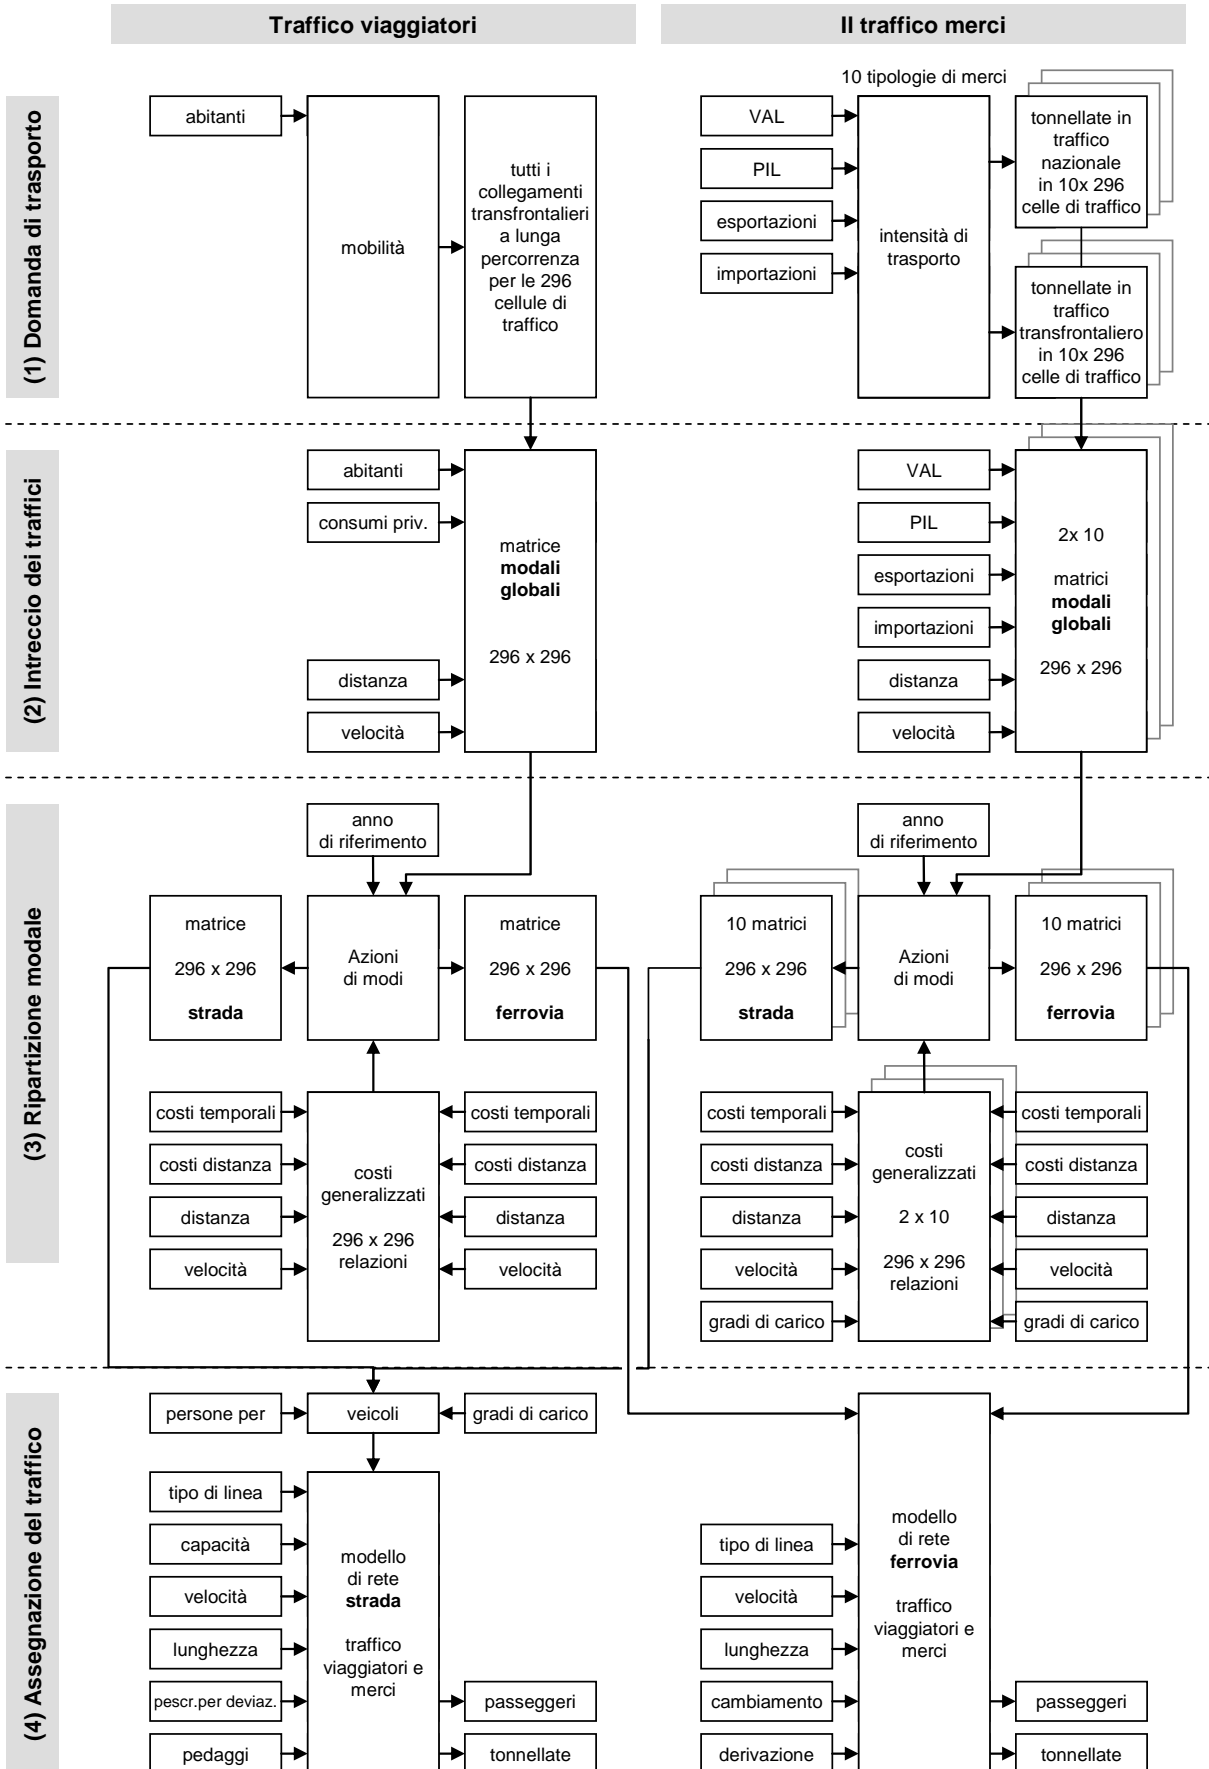 Traffico viaggiatori
Il traffico merci
(1) Domanda di trasporto
abitanti
mobilità
tutti i
collegamenti
transfrontalieri
a lunga
percorrenza
per le 296
cellule di
traffico
10 tipologie di merci
VAL
PIL
esportazioni
importazioni
intensità di
trasporto
tonnellate in
traffico
nazionale
in 10x 296
celle di traffico
tonnellate in
traffico
transfrontaliero
in 10x 296
celle di traffico
(2) Intreccio dei traffici
abitanti
consumi priv.
distanza
velocità
matrice
modali
globali
296 x 296
VAL
PIL
esportazioni
importazioni
distanza
velocità
2x 10
matrici
modali
globali
296 x 296
(3) Ripartizione modale
anno
di riferimento
matrice
296 x 296
strada
Azioni
di modi
matrice
296 x 296
ferrovia
costi temporali
costi distanza
distanza
velocità
costi
generalizzati
296 x 296
relazioni
costi temporali
costi distanza
distanza
velocità
anno
di riferimento
10 matrici
296 x 296
strada
Azioni
di modi
10 matrici
296 x 296
ferrovia
costi temporali
costi distanza
distanza
velocità
gradi di carico
costi
generalizzati
2 x 10
296 x 296
relazioni
costi temporali
costi distanza
distanza
velocità
gradi di carico
(4) Assegnazione del traffico
persone per
veicoli
gradi di carico
tipo di linea
capacità
velocità
lunghezza
pescr.per deviaz.
pedaggi
modello
di rete
strada
traffico
viaggiatori e
merci
passeggeri
tonnellate
tipo di linea
velocità
lunghezza
cambiamento
derivazione
modello
di rete
ferrovia
traffico
viaggiatori e
merci
passeggeri
tonnellate